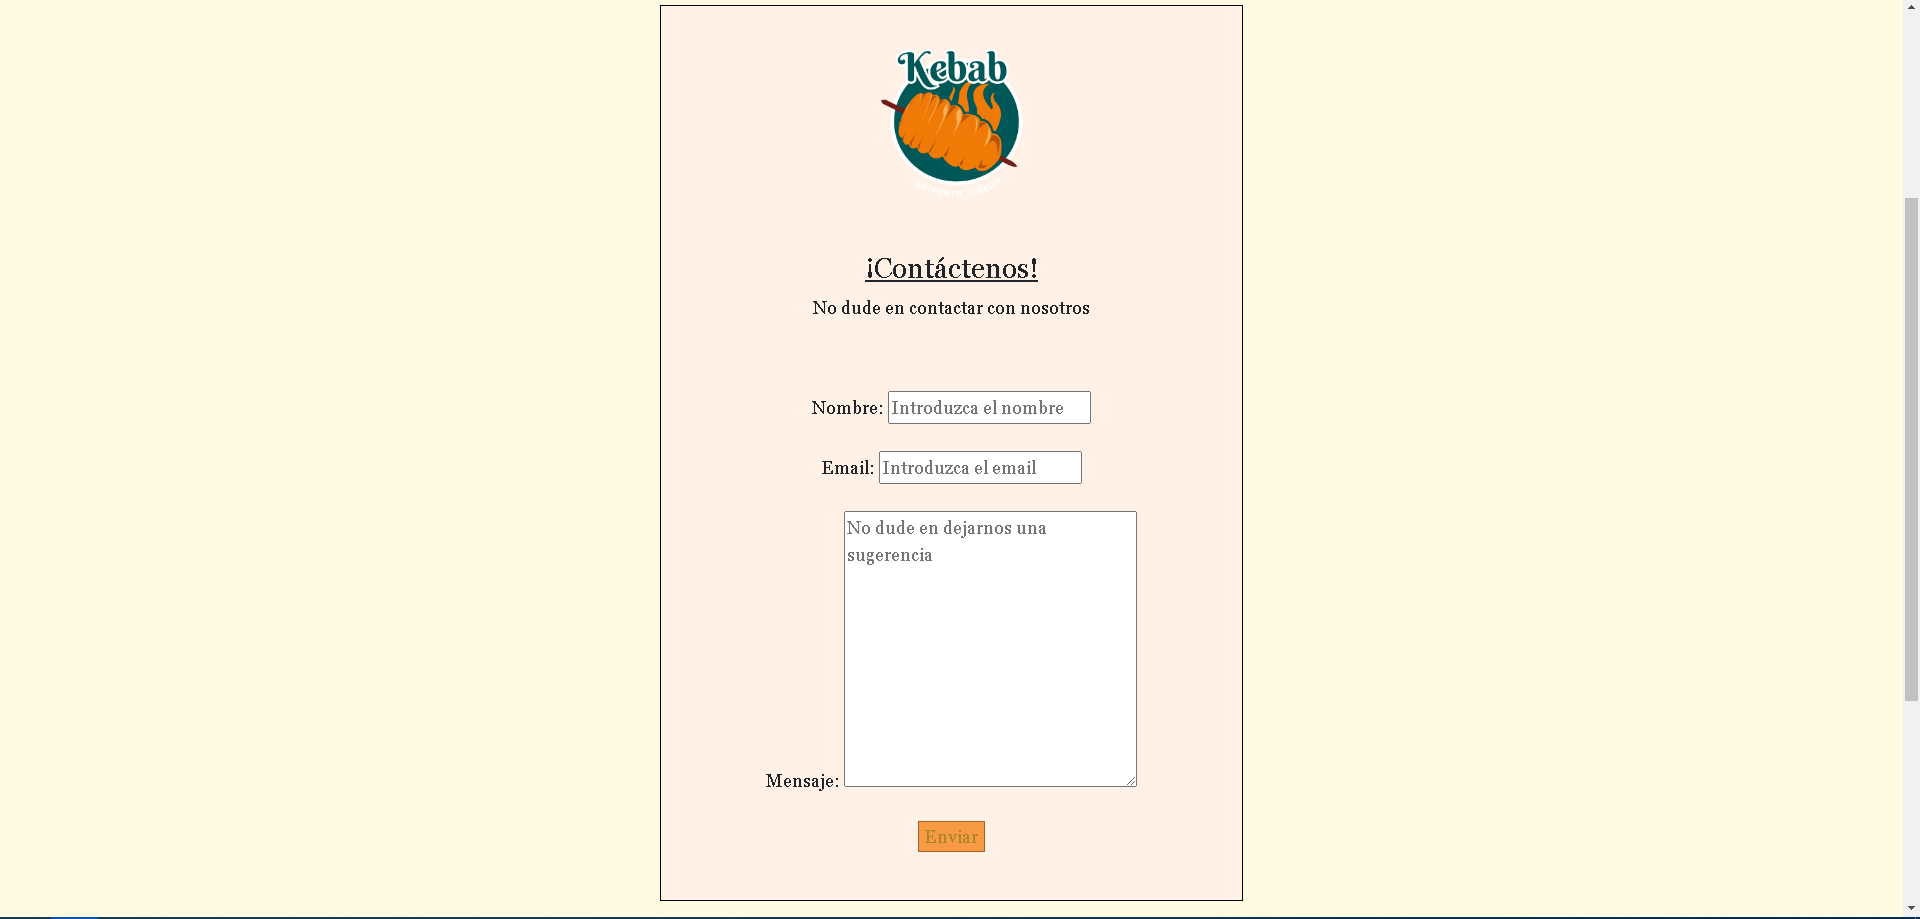 Kebab
¡Contáctenos!
No dude en contactar con nosotros
Nombre: Introduzca el nombre
Email: Introduzca el email
No dude en dejarnos una
sugerencia
Mensaje:
Enviar